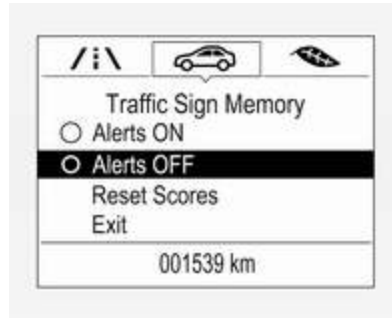 Traffic Sign Memory
Alerts ON
Alerts OFF
Reset Scores
Exit
001539 km